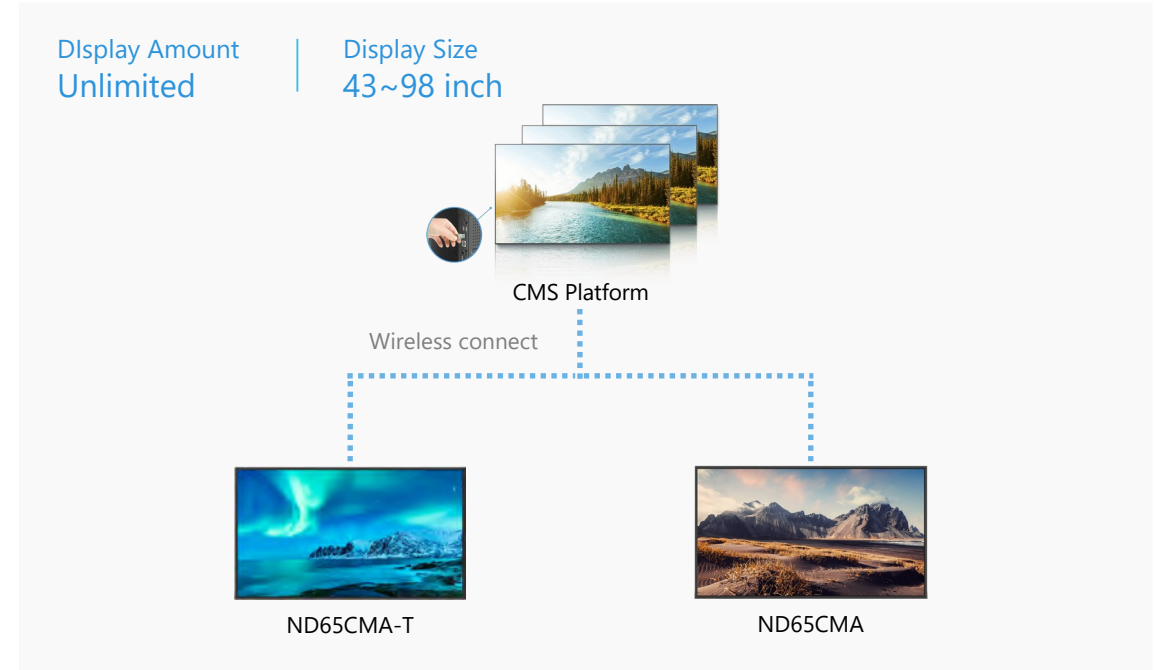 DIsplay Amount
Unlimited
Display Size
43~98 inch
CMS Platform
Wireless connect
ND65CMA-T
ND65CMA